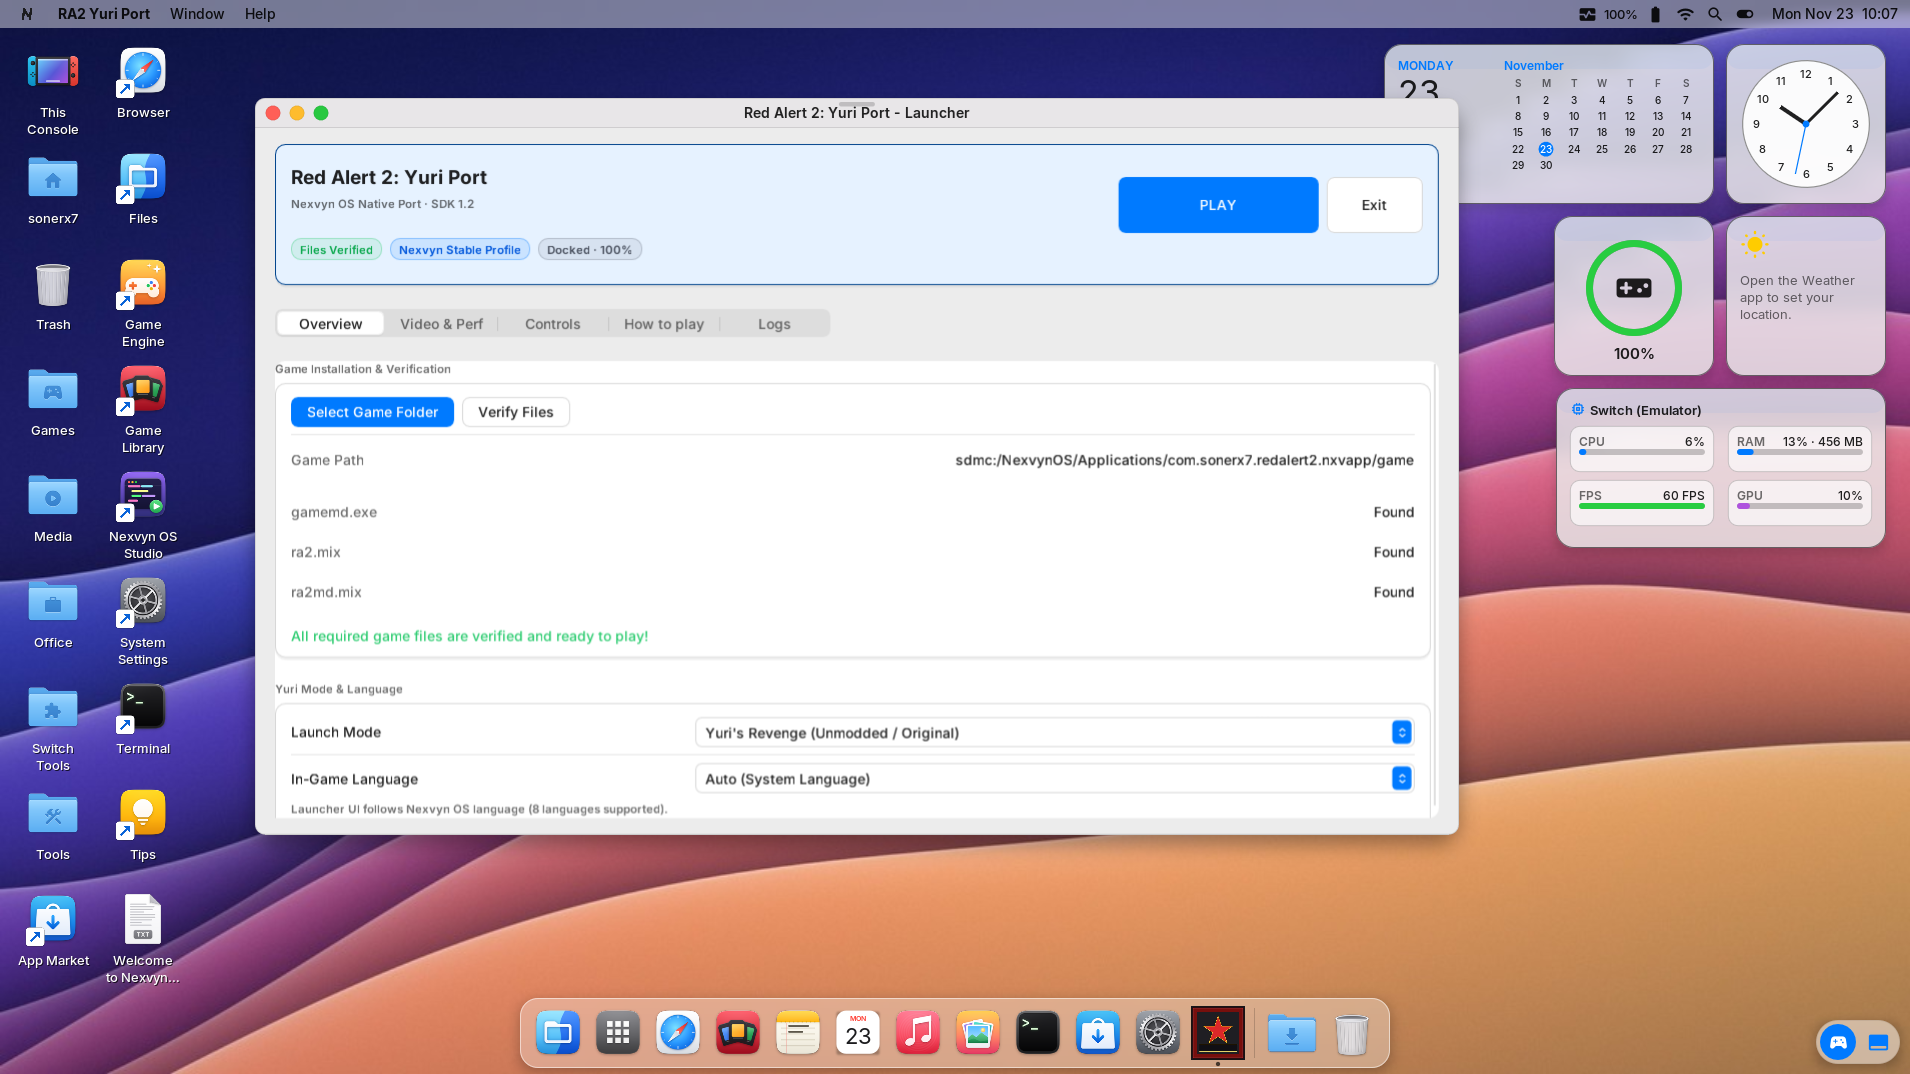 RA2 Yuri Port Window Help
100% Mon Nov 23 10:07
This Console
Browser
sonerx7
Files
Trash
Game Engine
Games
Game Library
Media
Nexvyn OS Studio
Office
System Settings
Switch Tools
Terminal
Tools
Tips
App Market
Welcome to Nexvyn...
TXT
Red Alert 2: Yuri Port - Launcher
Red Alert 2: Yuri Port
Nexvyn OS Native Port · SDK 1.2
Files Verified Nexvyn Stable Profile Docked · 100%
PLAY Exit
Overview Video & Perf Controls How to play Logs
Game Installation & Verification
Select Game Folder Verify Files
Game Path sdmc:/NexvynOS/Applications/com.sonerx7.redalert2.nxvapp/game
gamemd.exe Found
ra2.mix Found
ra2md.mix Found
All required game files are verified and ready to play!
Yuri Mode & Language
Launch Mode Yuri's Revenge (Unmodded / Original)
In-Game Language Auto (System Language)
Launcher UI follows Nexvyn OS language (8 languages supported).
MONDAY
23
November
S M T W T F S
1 2 3 4 5 6 7
8 9 10 11 12 13 14
15 16 17 18 19 20 21
22 23 24 25 26 27 28
29 30
12 1 2 3 4 5 6 7 8 9 10 11
100%
Open the Weather
app to set your
location.
Switch (Emulator)
CPU 6% RAM 13% · 456 MB
FPS 60 FPS GPU 10%
>_
MON
23
>_